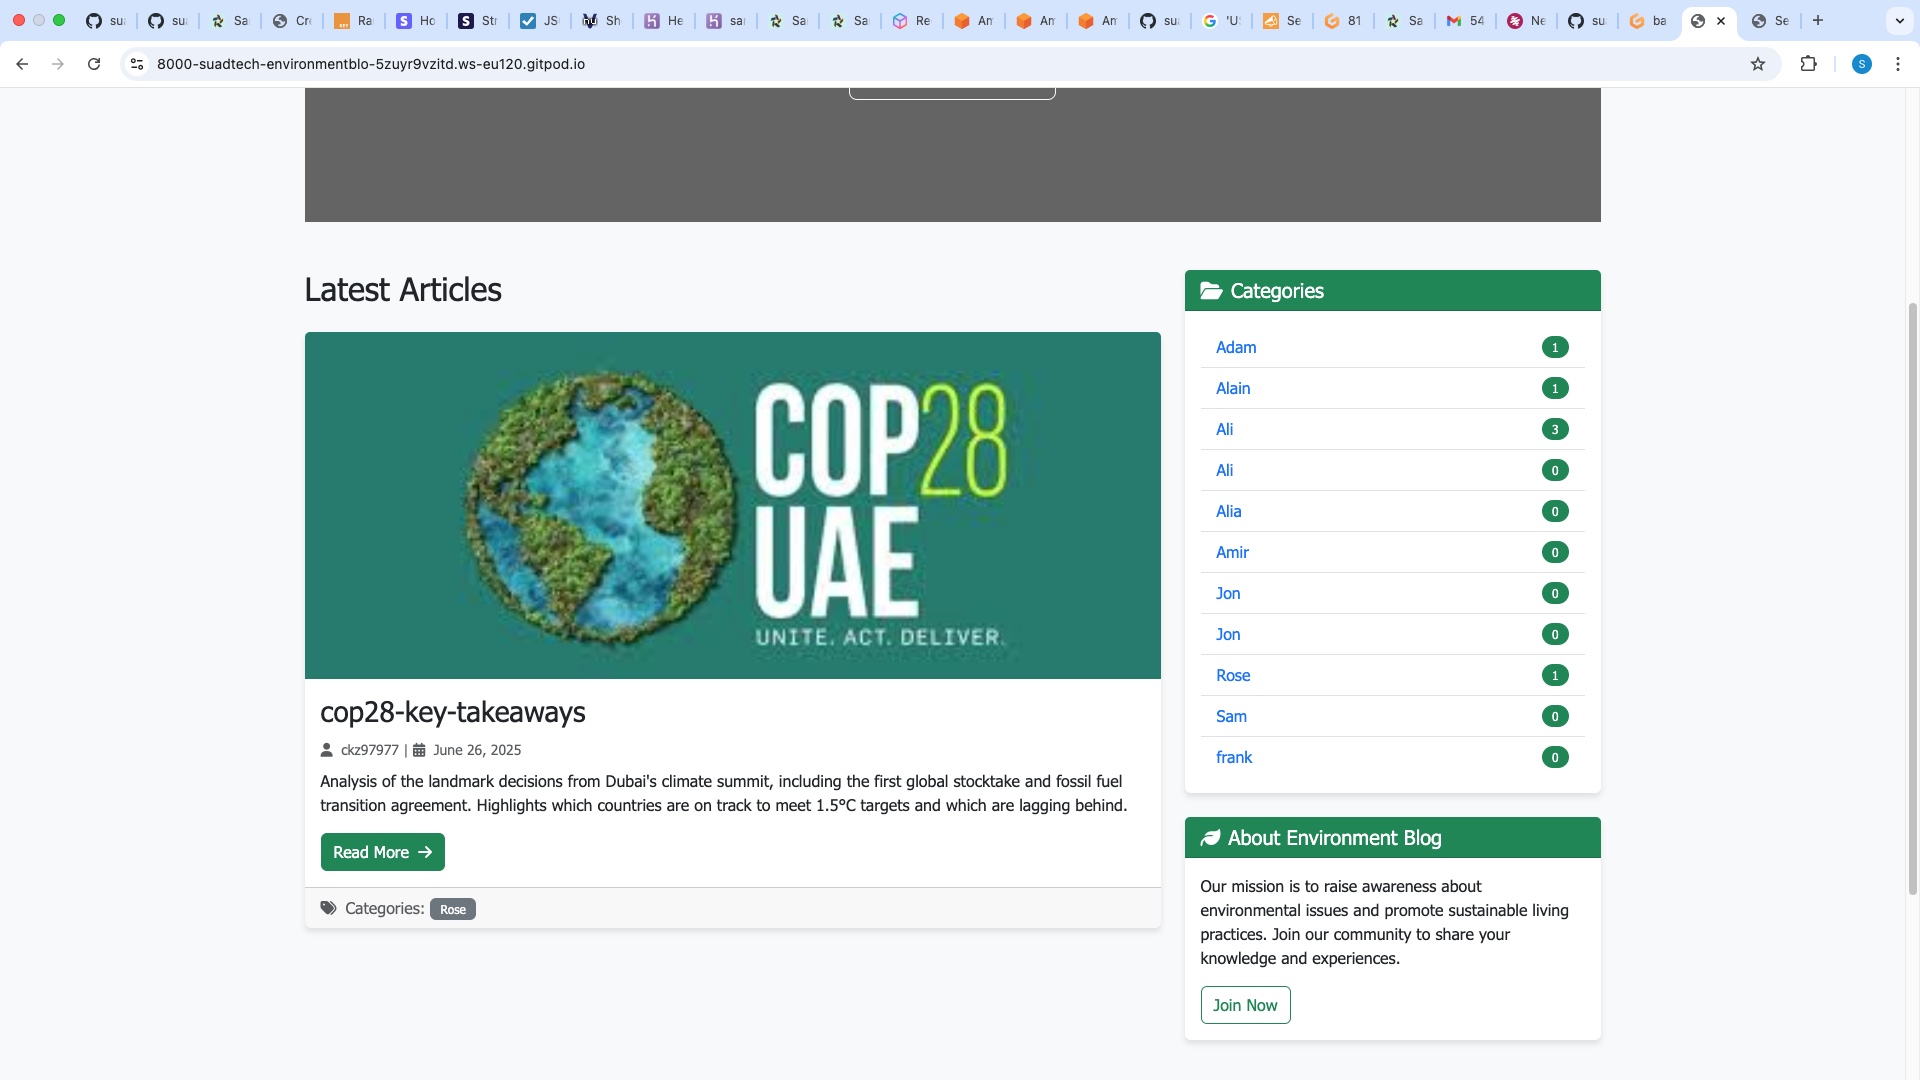 su
su
Sa
Cr
Ra
Ho
Str
JS
Sh
He
sa
Sa
Sa
Re
An
An
An
su
'U
Se
81
Sa
54
Ne
su
ba
Se
8000-suadtech-environmentblo-5zuyr9vzitd.ws-eu120.gitpod.io
S
Latest Articles
COP28
UAE
UNITE. ACT. DELIVER.
cop28-key-takeaways
ckz97977 | June 26, 2025
Analysis of the landmark decisions from Dubai's climate summit, including the first global stocktake and fossil fuel
transition agreement. Highlights which countries are on track to meet 1.5°C targets and which are lagging behind.
Read More
Categories: Rose
Categories
Adam 1
Alain 1
Ali 3
Ali 0
Alia 0
Amir 0
Jon 0
Jon 0
Rose 1
Sam 0
frank 0
About Environment Blog
Our mission is to raise awareness about
environmental issues and promote sustainable living
practices. Join our community to share your
knowledge and experiences.
Join Now